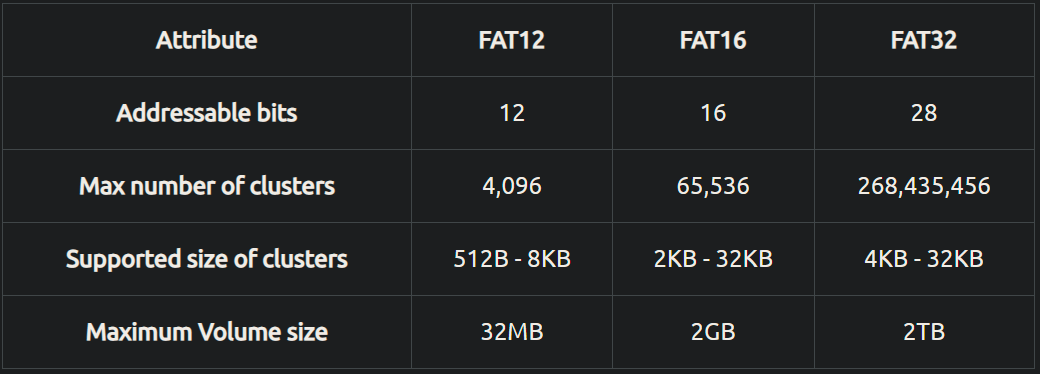 Attribute FAT12 FAT16 FAT32
Addressable bits 12 16 28
Max number of clusters 4,096 65,536 268,435,456
Supported size of clusters 512B - 8KB 2KB - 32KB 4KB - 32KB
Maximum Volume size 32MB 2GB 2TB